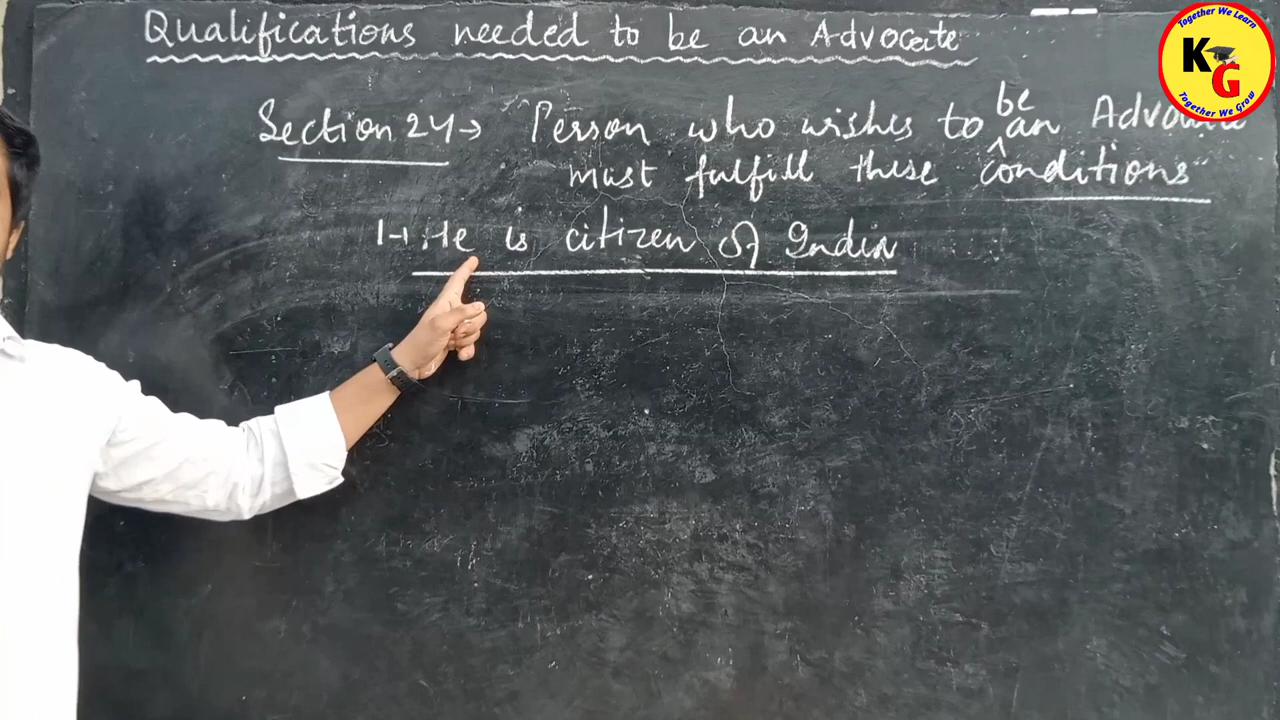 Qualifications needed to be an Advocate
Section 24→ "Person who wishes to be an Advocate
must fulfill these conditions"
1→ He is citizen of India
Together We Learn
KG
Together We Grow